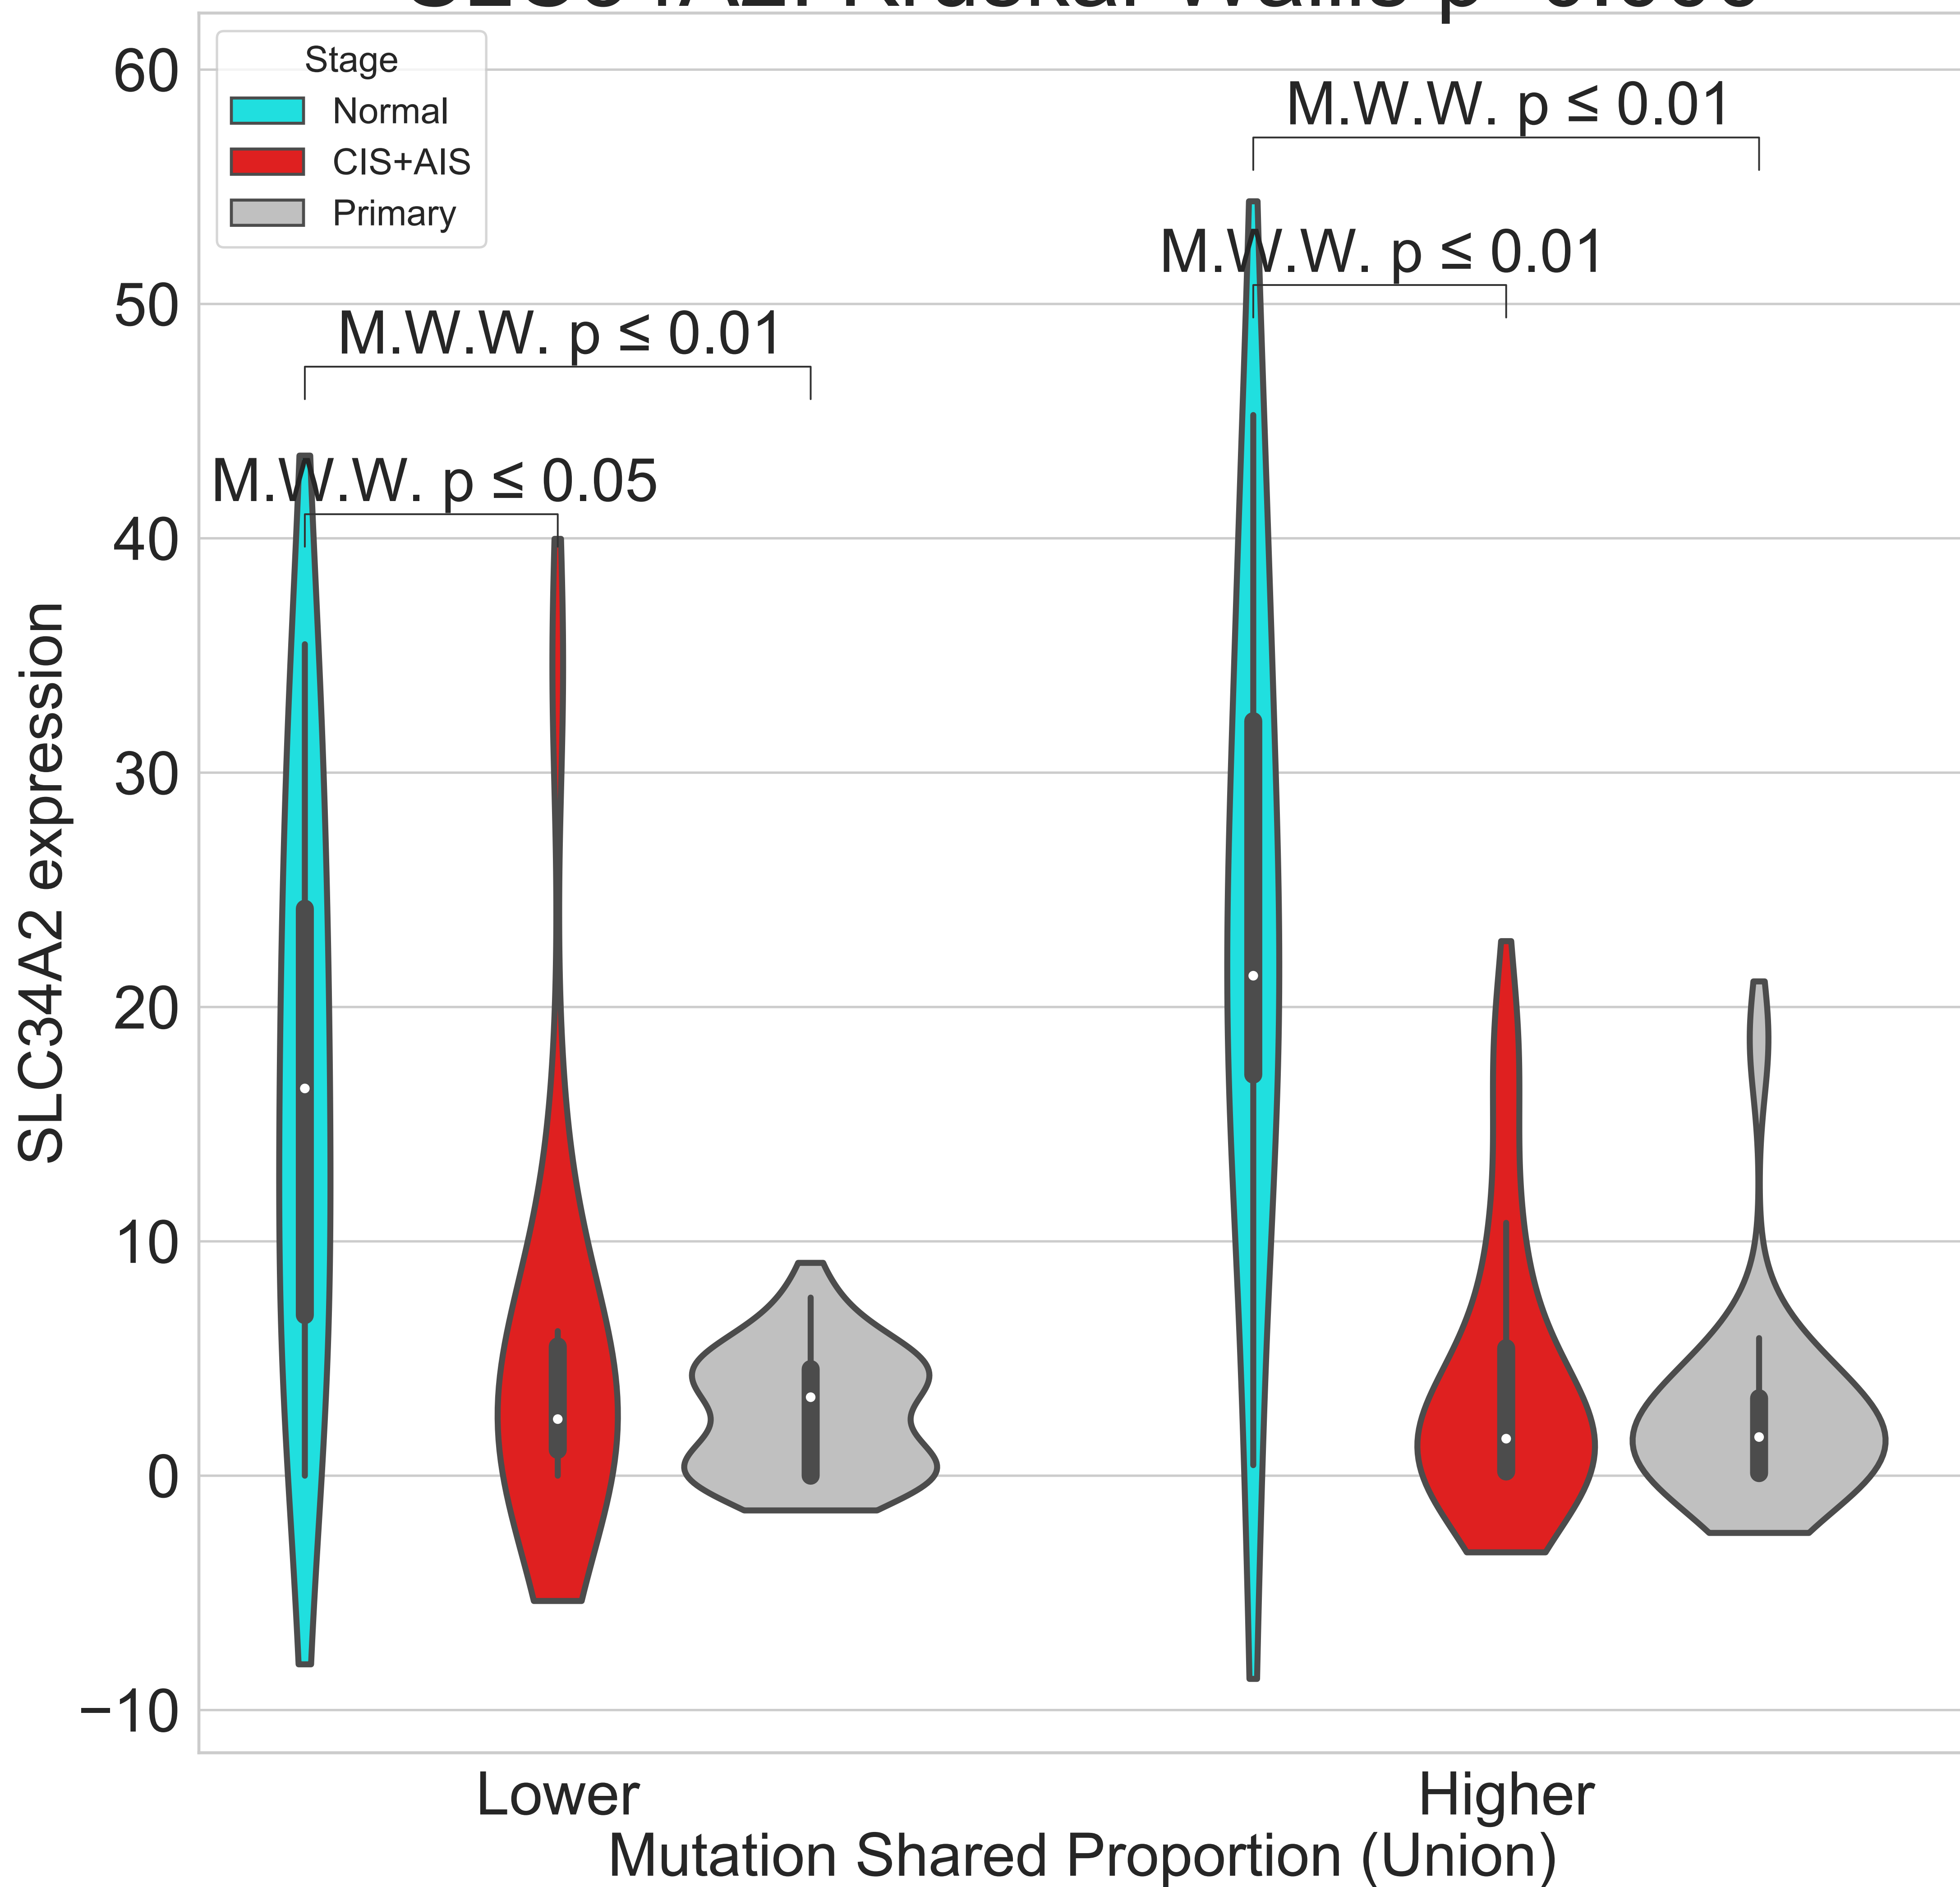 Stage
Normal
CIS+AIS
Primary
60
50
40
30
20
10
0
−10
SLC34A2 expression
M.W.W. p ≤ 0.01
M.W.W. p ≤ 0.01
M.W.W. p ≤ 0.01
M.W.W. p ≤ 0.05
Lower
Higher
Mutation Shared Proportion (Union)